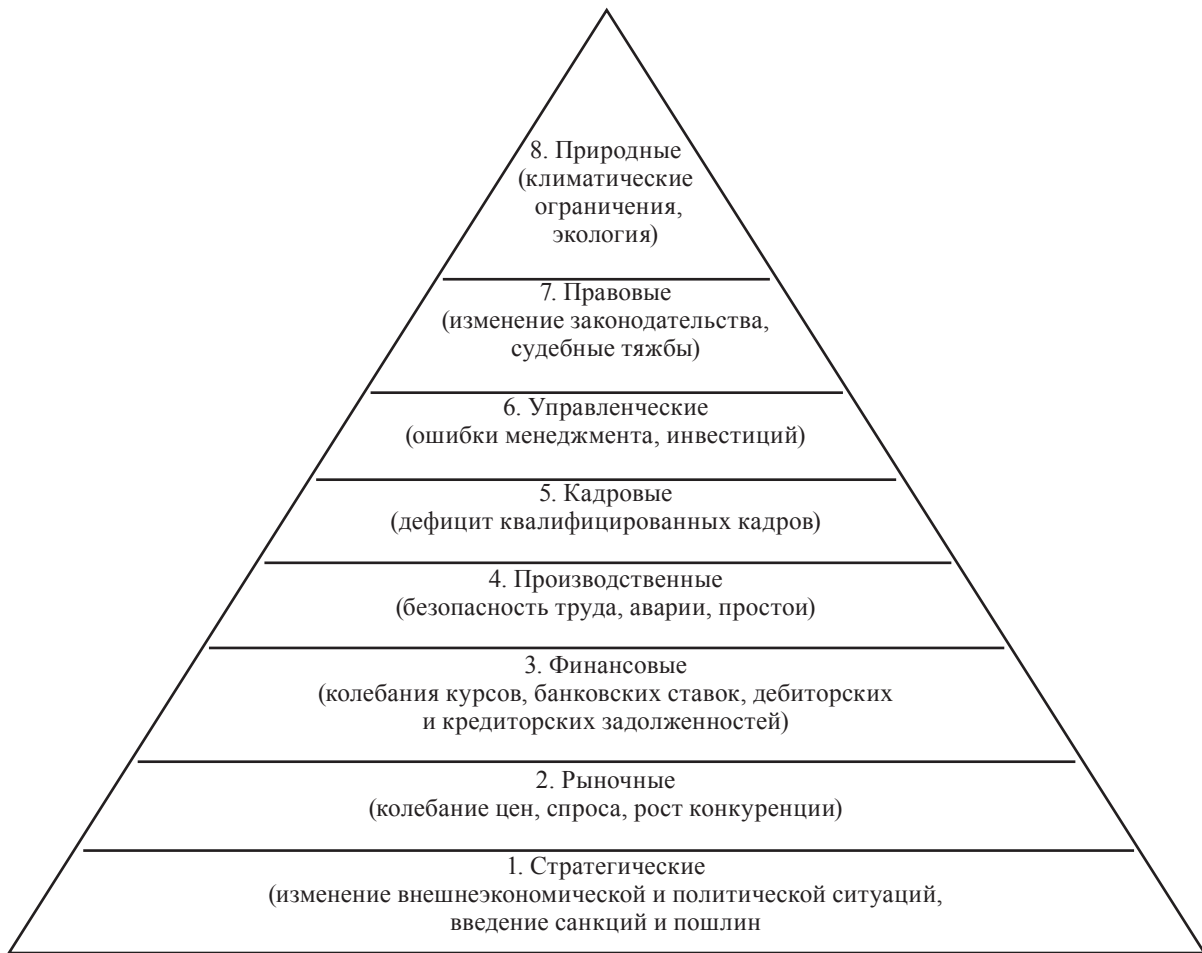 8. Природные
(климатические
ограничения,
экология)
7. Правовые
(изменение законодательства,
судебные тяжбы)
6. Управленческие
(ошибки менеджмента, инвестиций)
5. Кадровые
(дефицит квалифицированных кадров)
4. Производственные
(безопасность труда, аварии, простои)
3. Финансовые
(колебания курсов, банковских ставок, дебиторских
и кредиторских задолженностей)
2. Рыночные
(колебание цен, спроса, рост конкуренции)
1. Стратегические
(изменение внешнеэкономической и политической ситуаций,
введение санкций и пошлин